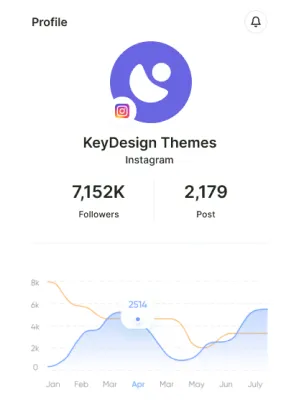 Profile
KeyDesign Themes
Instagram
7,152K 2,179
Followers Post
8k
6k
4k
2k
0
2514
Jan Feb Mar Apr Mar May Jun July